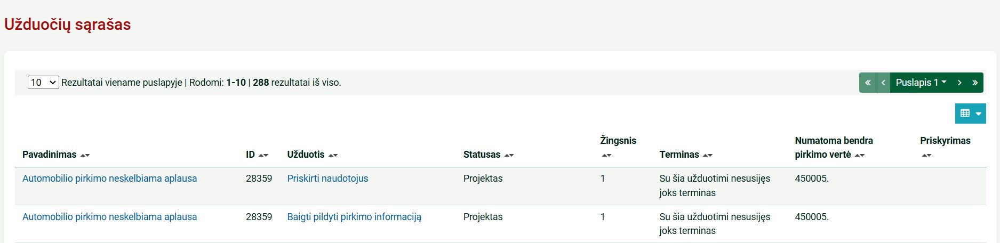 Užduočių sąrašas
10 Rezultatai viename puslapyje | Rodomi: 1-10 | 288 rezultatai iš viso.
« ‹ Puslapis 1 › »
Pavadinimas ID Užduotis Statusas Žingsnis Terminas Numatoma bendra pirkimo vertė Priskyrimas
Automobilio pirkimo neskelbiama aplausa 28359 Priskirti naudotojus Projektas 1 Su šia užduotimi nesusijęs joks terminas 450005.
Automobilio pirkimo neskelbiama aplausa 28359 Baigti pildyti pirkimo informaciją Projektas 1 Su šia užduotimi nesusijęs joks terminas 450005.